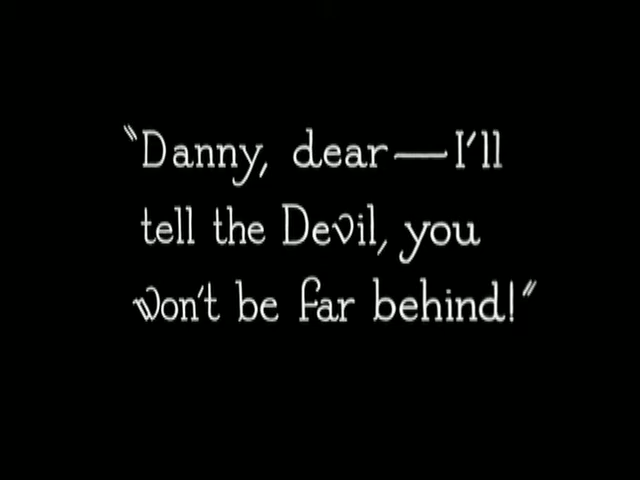 "Danny, dear—I'll
tell the Devil, you
won't be far behind!"